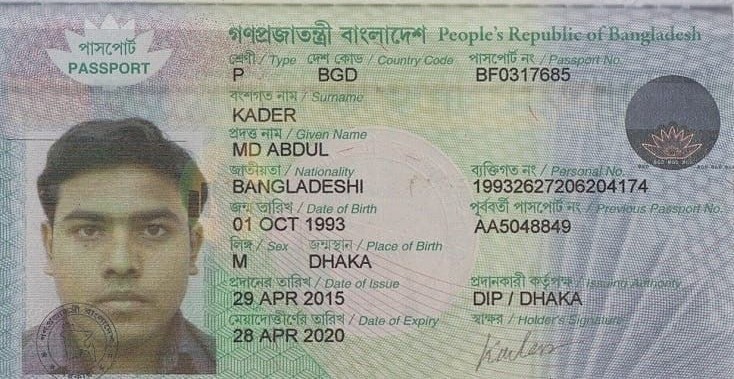 পাসপোর্ট
PASSPORT
গণপ্রজাতন্ত্রী বাংলাদেশ People's Republic of Bangladesh
শ্রেণী / Type দেশ কোড / Country Code পাসপোর্ট নং / Passport No.
P BGD BF0317685
বংশগত নাম / Surname
KADER
প্রদত্ত নাম / Given Name
MD ABDUL
জাতীয়তা / Nationality ব্যক্তিগত নং / Personal No.
BANGLADESHI 19932627206204174
জন্ম তারিখ / Date of Birth পূর্ববর্তী পাসপোর্ট নং / Previous Passport No.
01 OCT 1993 AA5048849
লিঙ্গ / Sex জন্মস্থান / Place of Birth
M DHAKA
প্রদানের তারিখ / Date of Issue প্রদানকারী কর্তৃপক্ষ / Issuing Authority
29 APR 2015 DIP / DHAKA
মেয়াদোত্তীর্ণের তারিখ / Date of Expiry স্বাক্ষর / Holder's Signature
28 APR 2020 Kader